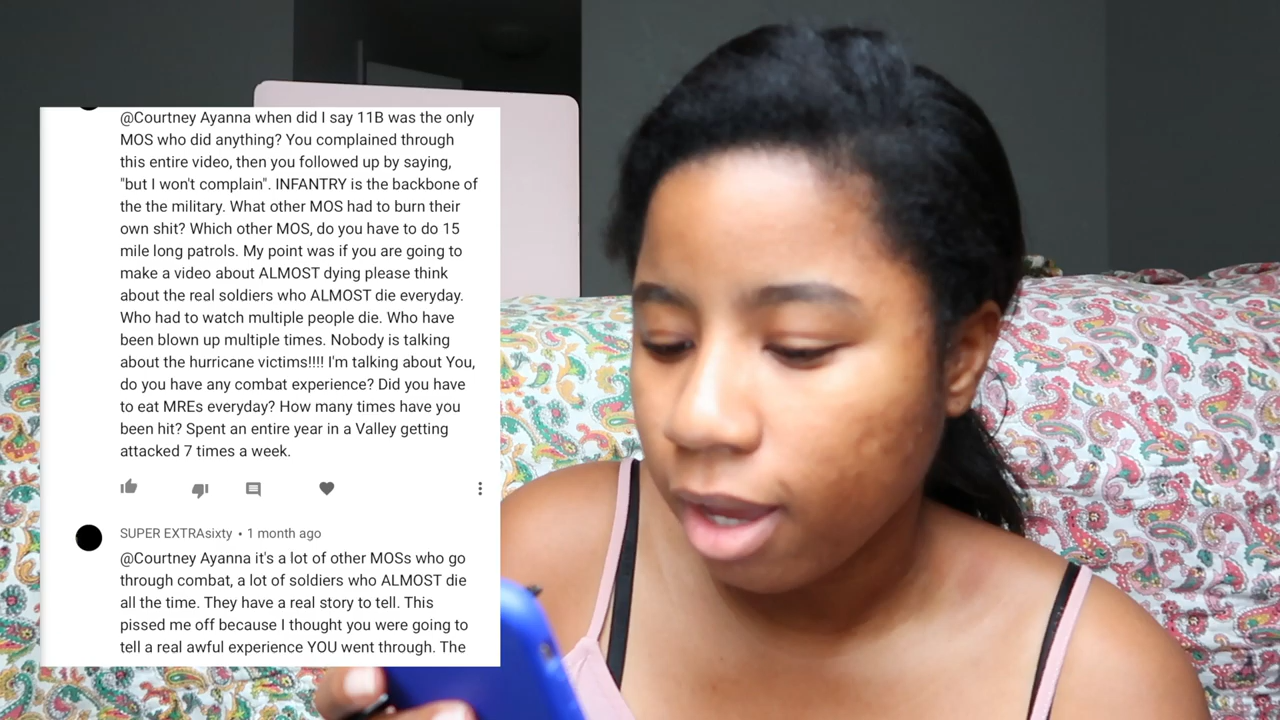 @Courtney Ayanna when did I say 11B was the only
MOS who did anything? You complained through
this entire video, then you followed up by saying,
"but I won't complain". INFANTRY is the backbone of
the the military. What other MOS had to burn their
own shit? Which other MOS, do you have to do 15
mile long patrols. My point was if you are going to
make a video about ALMOST dying please think
about the real soldiers who ALMOST die everyday.
Who had to watch multiple people die. Who have
been blown up multiple times. Nobody is talking
about the hurricane victims!!!! I'm talking about You,
do you have any combat experience? Did you have
to eat MREs everyday? How many times have you
been hit? Spent an entire year in a Valley getting
attacked 7 times a week.
SUPER EXTRAsixty • 1 month ago
@Courtney Ayanna it's a lot of other MOSs who go
through combat, a lot of soldiers who ALMOST die
all the time. They have a real story to tell. This
pissed me off because I thought you were going to
tell a real awful experience YOU went through. The